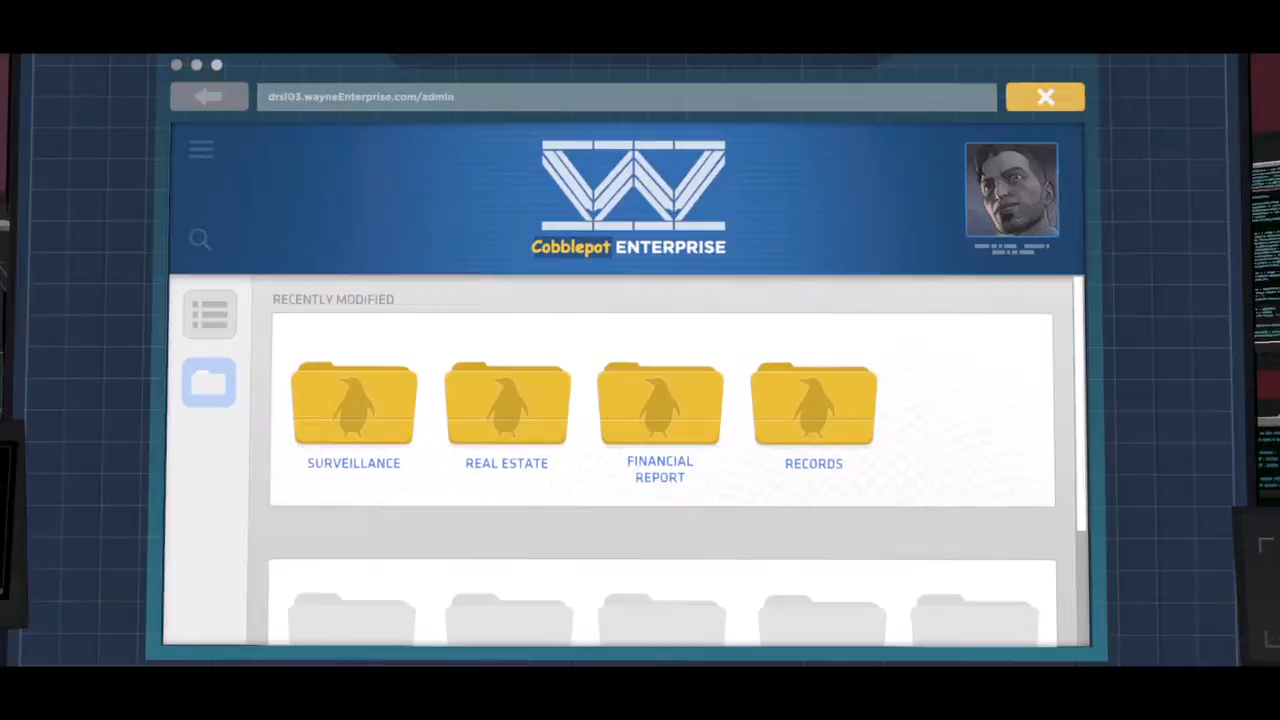 drsl03.wayneEnterprise.com/admin
W
Cobblepot ENTERPRISE
RECENTLY MODIFIED
SURVEILLANCE
REAL ESTATE
FINANCIAL
REPORT
RECORDS